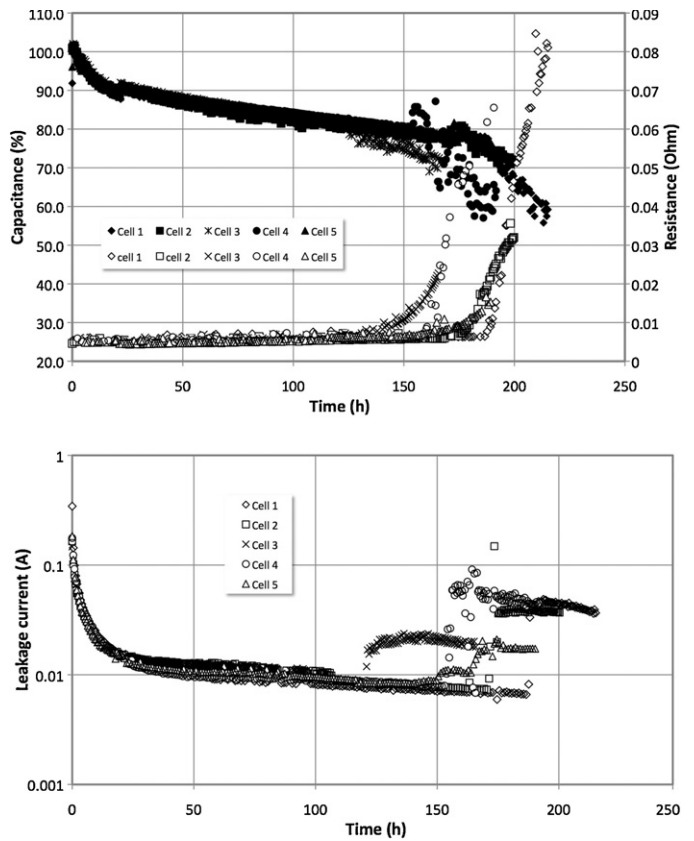 110.0
100.0
90.0
80.0
70.0
60.0
50.0
40.0
30.0
20.0
Capacitance (%)
Cell 1 Cell 2 Cell 3 Cell 4 Cell 5
Cell 1 cell 2 Cell 3 Cell 4 Cell 5
0.09
0.08
0.07
0.06
0.05
0.04
0.03
0.02
0.01
0
Resistance (Ohm)
0 50 100 150 200 250
Time (h)
1
0.1
0.01
0.001
Leakage current (A)
Cell 1
Cell 2
Cell 3
Cell 4
Cell 5
0 50 100 150 200 250
Time (h)